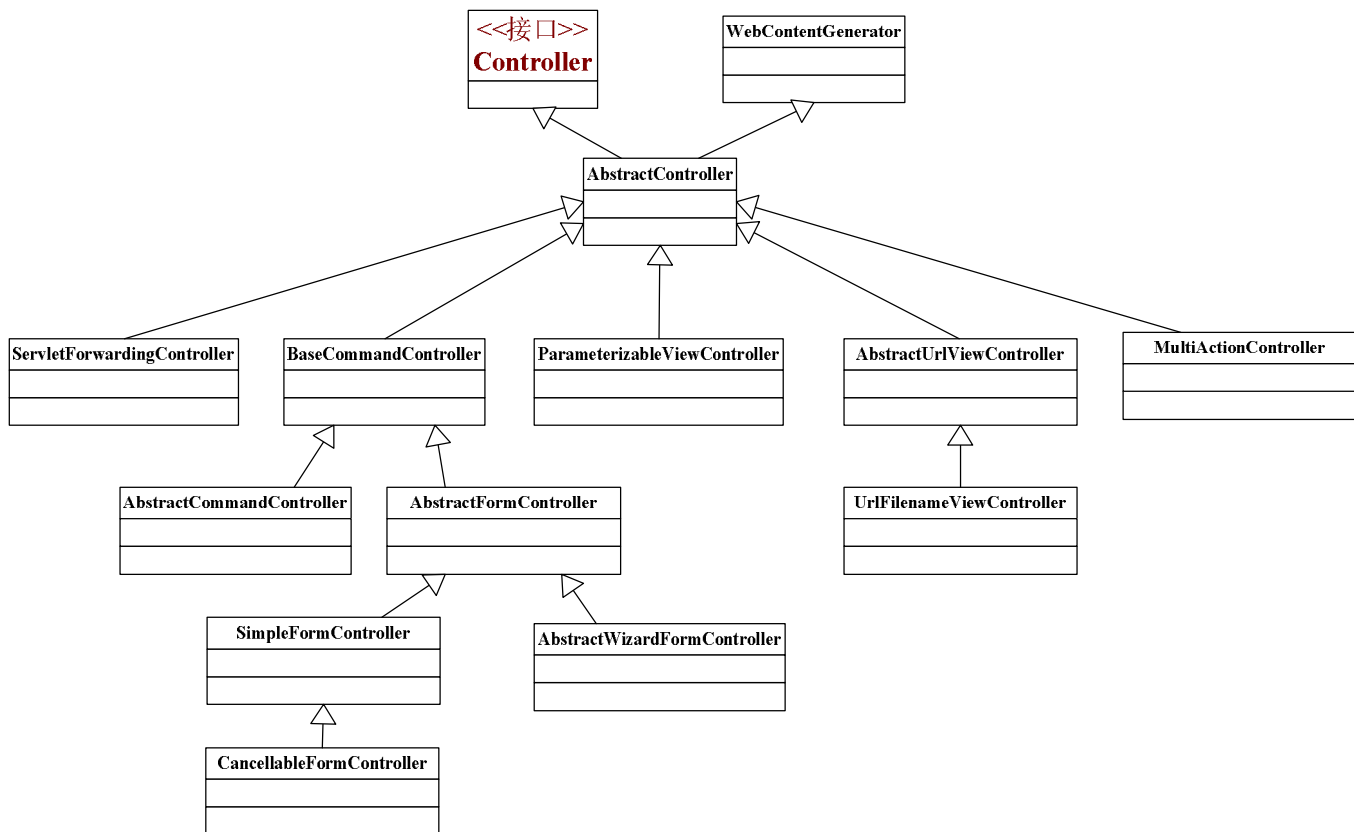 <<接口>>
Controller
WebContentGenerator
AbstractController
ServletForwardingController
BaseCommandController
ParameterizableViewController
AbstractUrlViewController
MultiActionController
AbstractCommandController
AbstractFormController
UrlFilenameViewController
SimpleFormController
AbstractWizardFormController
CancellableFormController